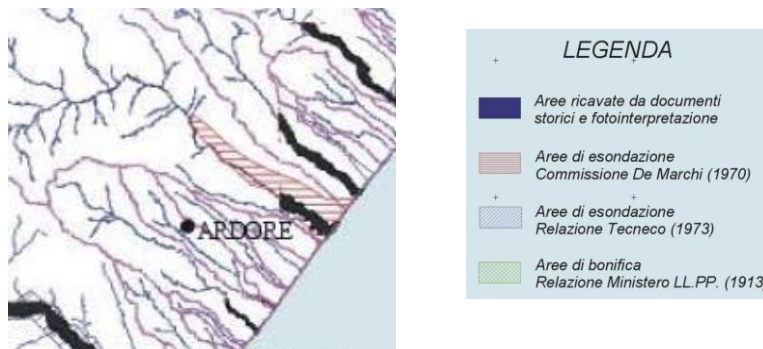 ARDORE
LEGENDA
Aree ricavate da documenti
storici e fotointerpretazione
Aree di esondazione
Commissione De Marchi (1970)
Aree di esondazione
Relazione Tecneco (1973)
Aree di bonifica
Relazione Ministero LL.PP. (1913)